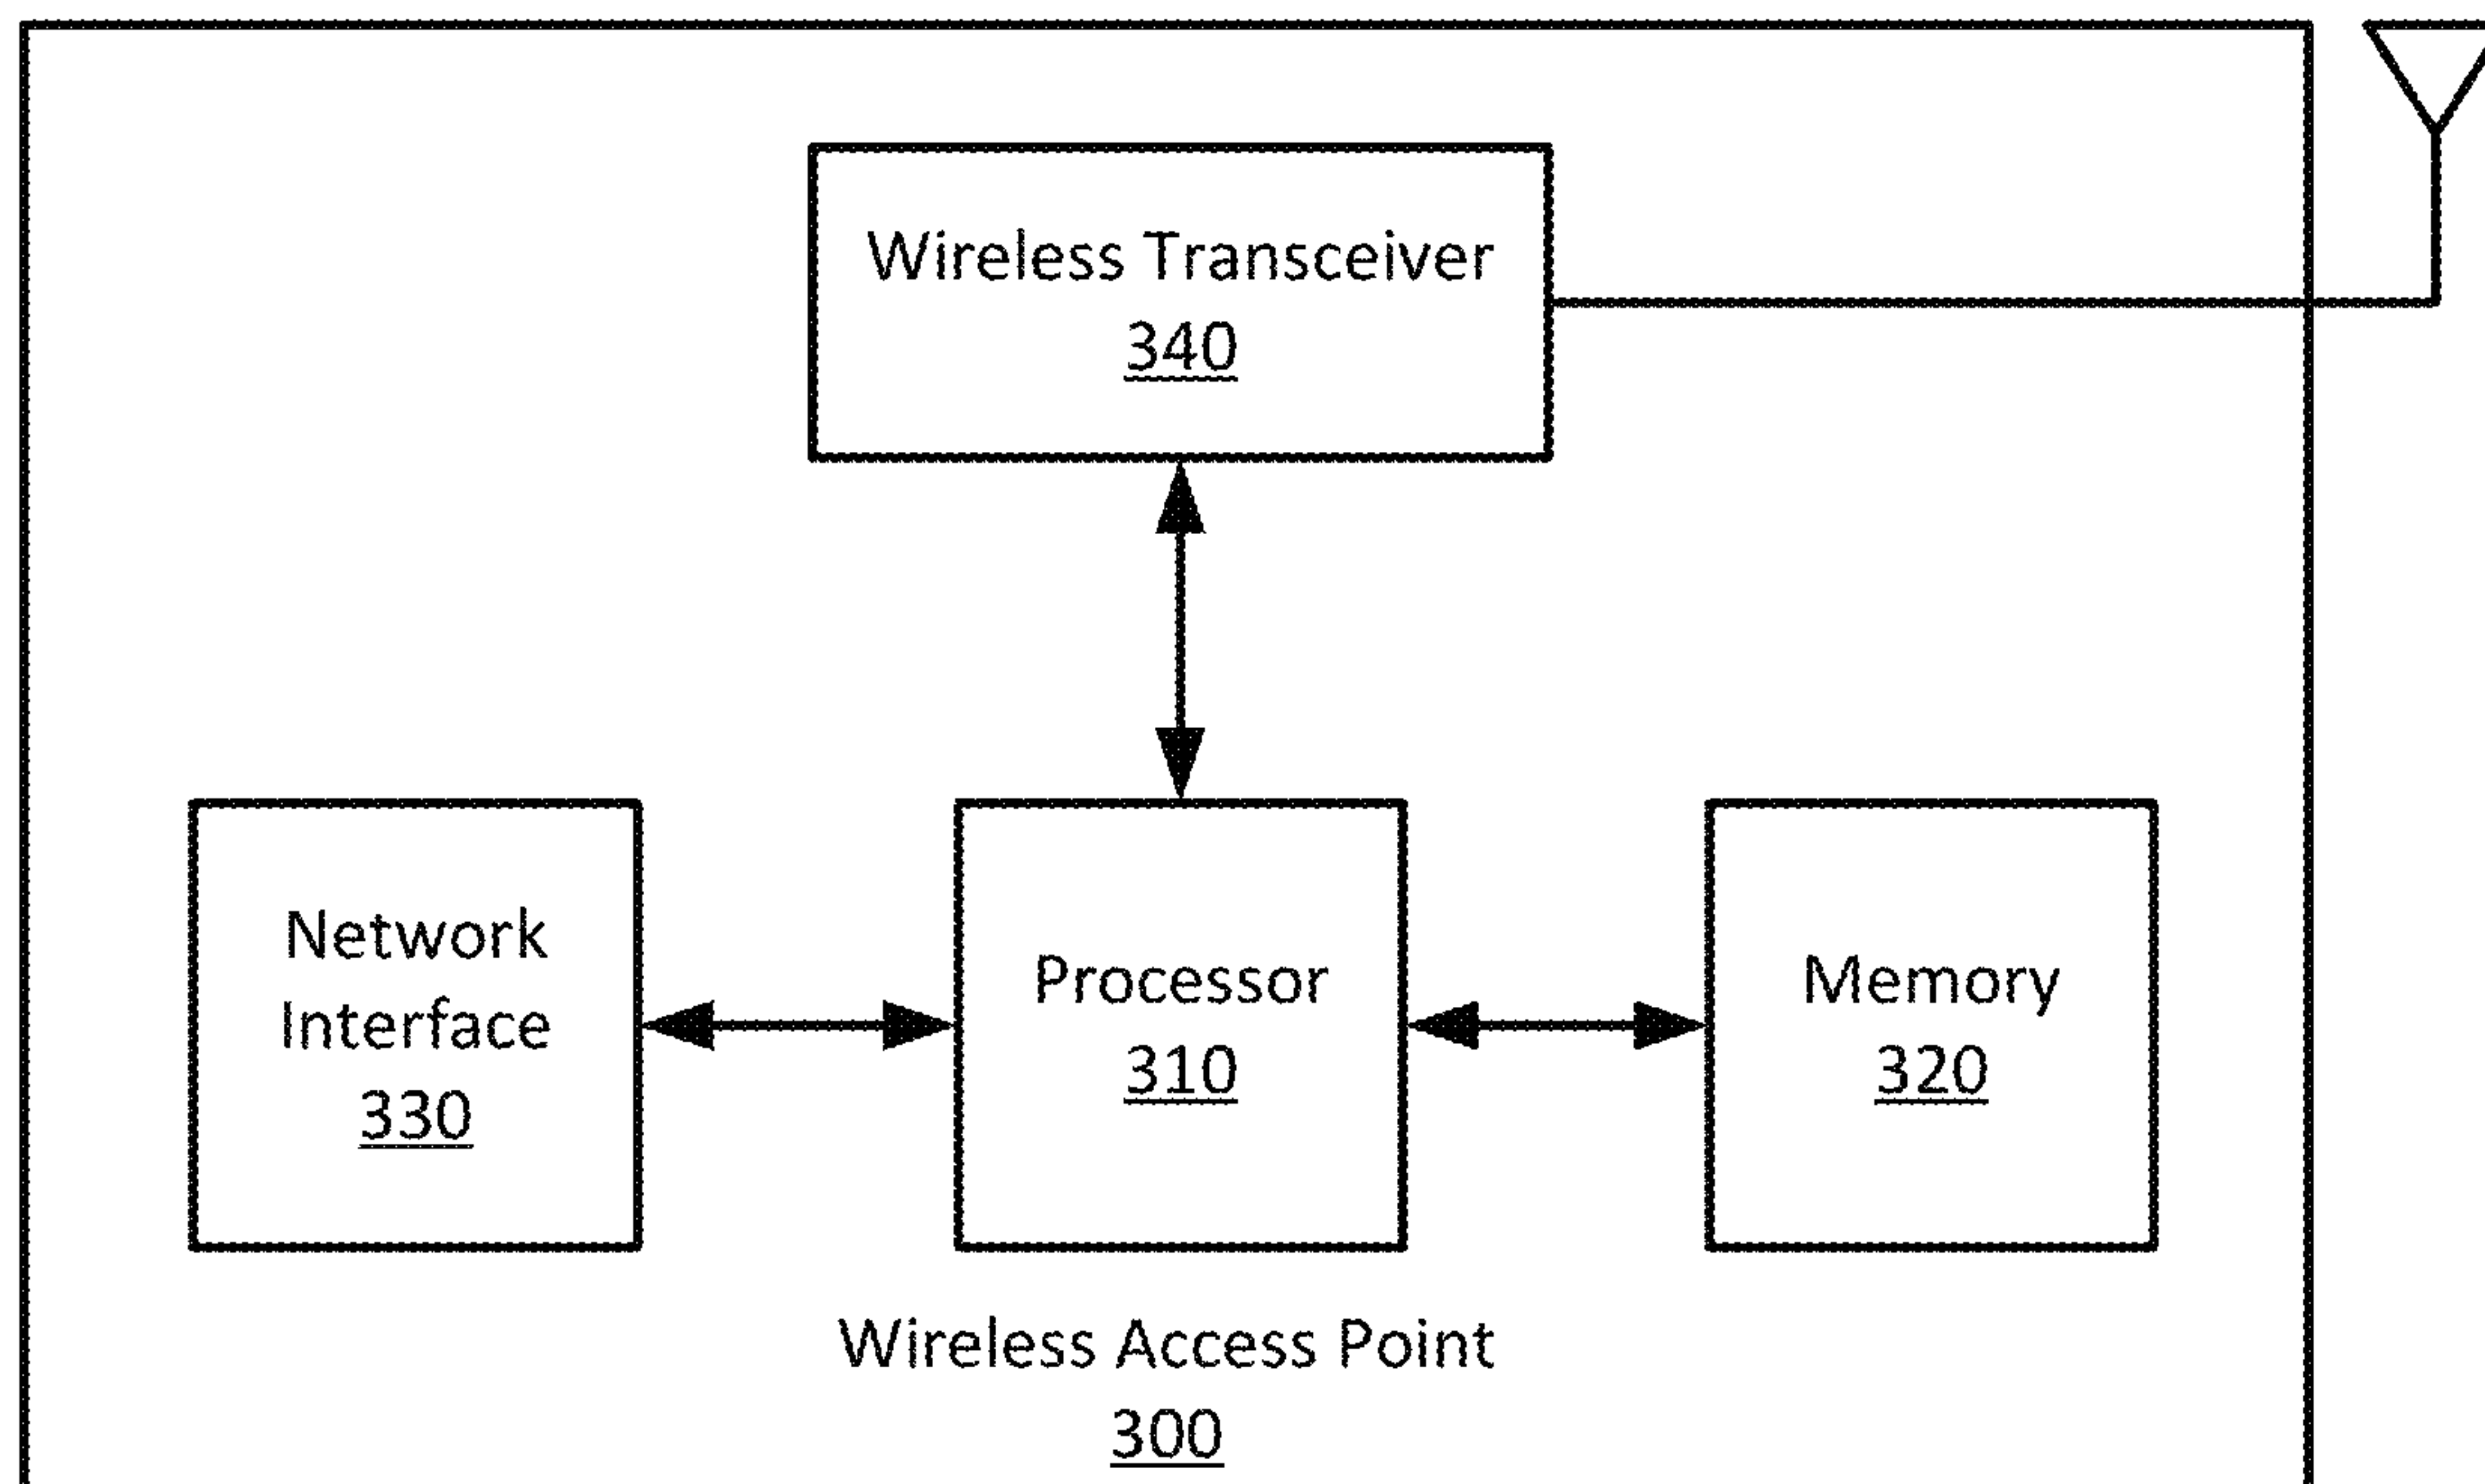 Wireless Transceiver
340
Network
Interface
330
Processor
310
Memory
320
Wireless Access Point
300